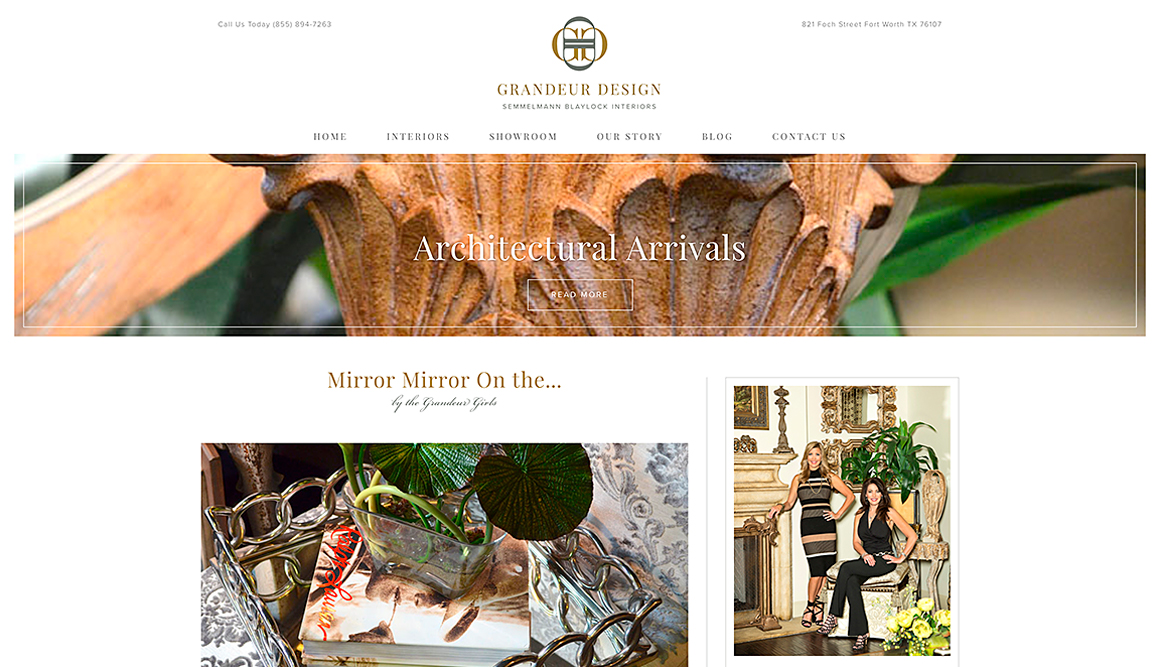 Call Us Today (855) 894-7263
821 Foch Street Fort Worth TX 76107
GRANDEUR DESIGN
SEMMELMANN BLAYLOCK INTERIORS
HOME INTERIORS SHOWROOM OUR STORY BLOG CONTACT US
Architectural Arrivals
READ MORE
Mirror Mirror On the...
by the Grandeur Girls